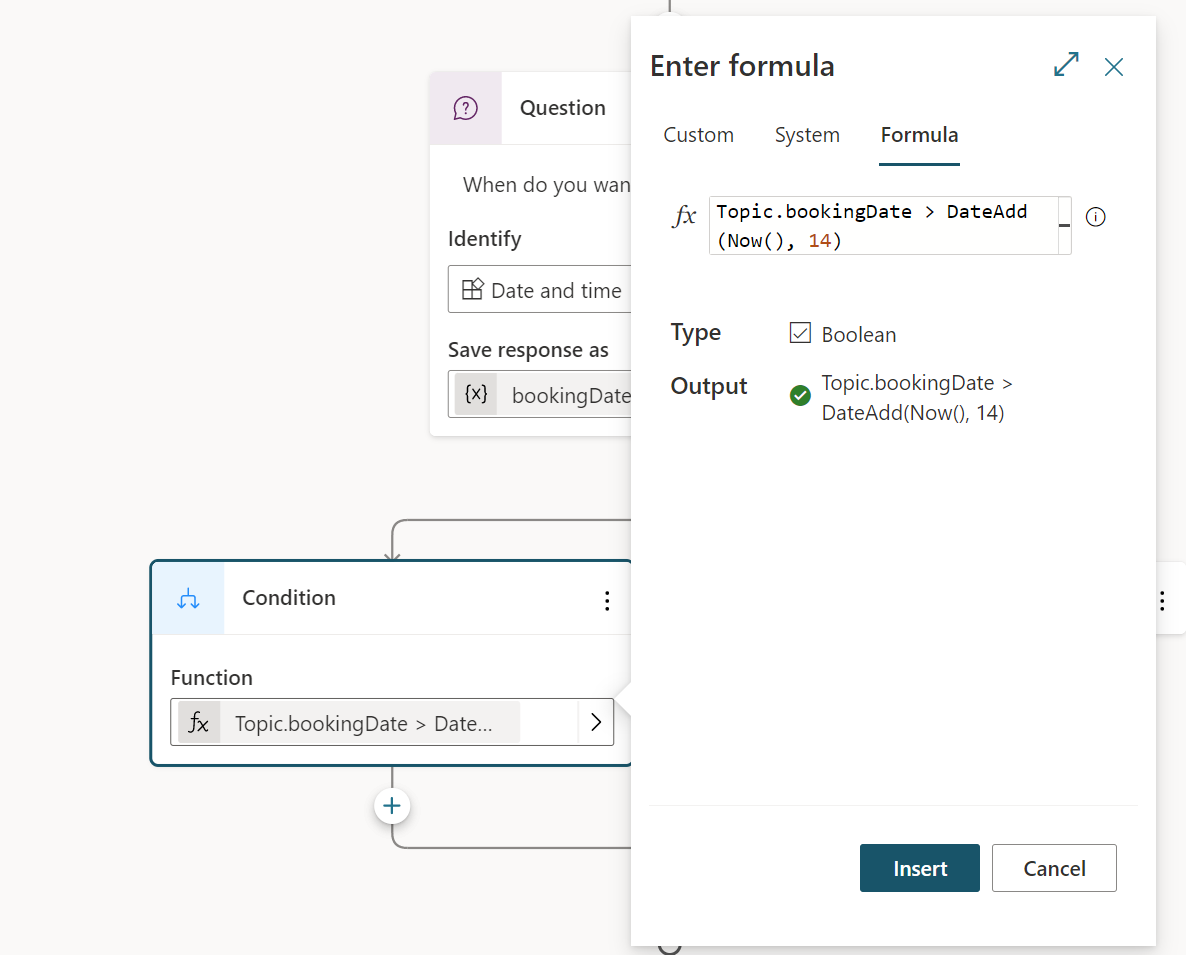 Question
When do you wan
Identify
Date and time
Save response as
{x} bookingDate
Condition
Function
fx Topic.bookingDate > Date...
Enter formula
Custom System Formula
fx Topic.bookingDate > DateAdd
(Now(), 14)
Type Boolean
Output Topic.bookingDate >
DateAdd(Now(), 14)
Insert Cancel